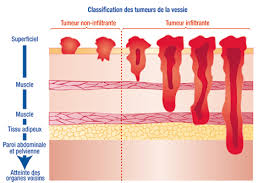 Classification des tumeurs de la vessie
Tumeur non-infiltrante
Tumeur infiltrante
Superficiel
Muscle
Muscle
Tissu adipeux
Paroi abdominale
et pelvienne
Atteinte des
organes voisins